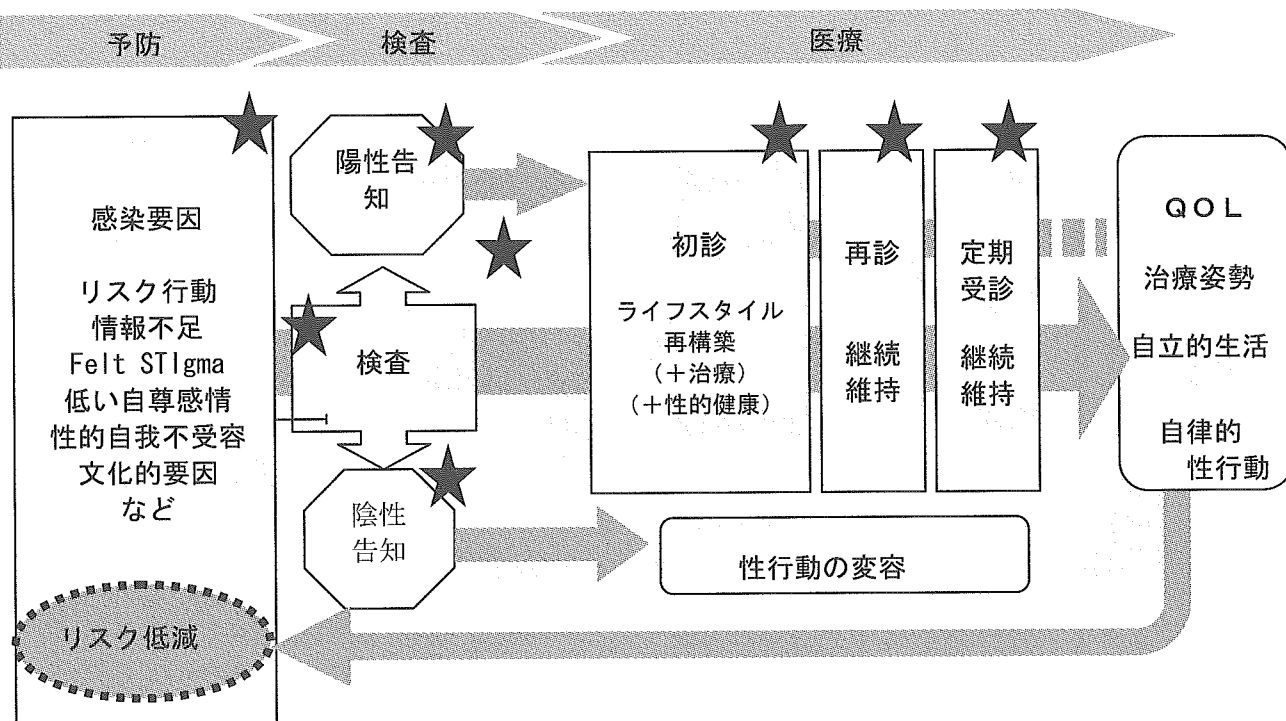 予防
検査
医療
感染要因
リスク行動
情報不足
Felt STIgma
低い自尊感情
性的自我不受容
文化的要因
など
リスク低減
陽性告
知
検査
陰性
告知
初診
ライフスタイル
再構築
(+治療)
(+性的健康)
再診
継続
維持
定期
受診
継続
維持
性行動の変容
QOL
治療姿勢
自立的生活
自律的
性行動